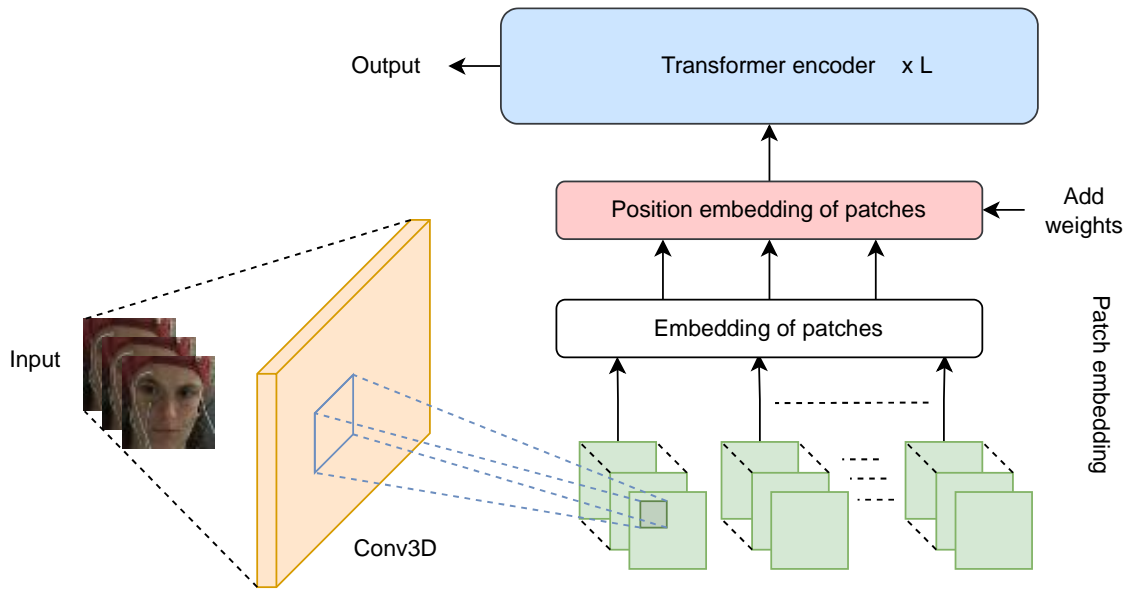 Output
Transformer encoder x L
Position embedding of patches
Add
weights
Embedding of patches
Patch embedding
Input
Conv3D